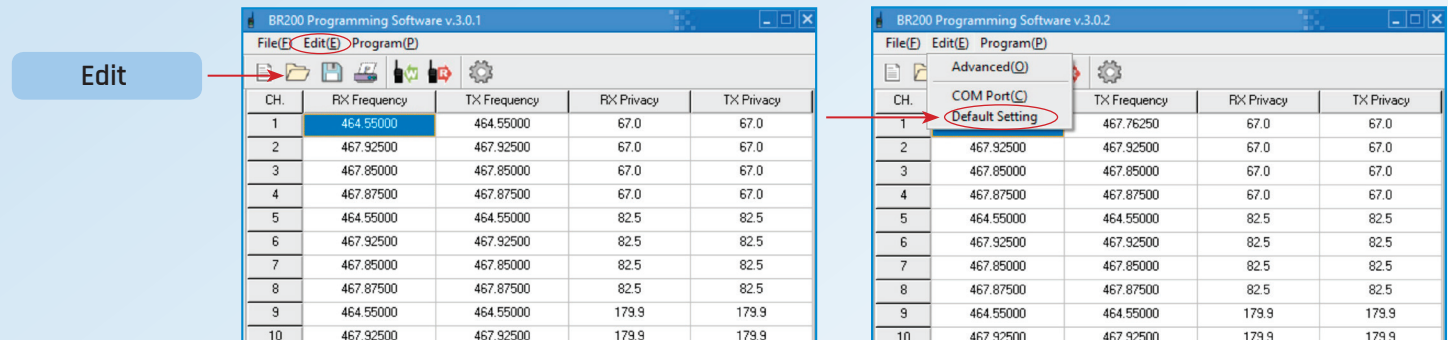 Edit
BR200 Programming Software v.3.0.1
File(F) Edit(E) Program(P)
W R
CH. RX Frequency TX Frequency RX Privacy TX Privacy
1 464.55000 464.55000 67.0 67.0
2 467.92500 467.92500 67.0 67.0
3 467.85000 467.85000 67.0 67.0
4 467.87500 467.87500 67.0 67.0
5 464.55000 464.55000 82.5 82.5
6 467.92500 467.92500 82.5 82.5
7 467.85000 467.85000 82.5 82.5
8 467.87500 467.87500 82.5 82.5
9 464.55000 464.55000 179.9 179.9
10 467.92500 467.92500 179.9 179.9
BR200 Programming Software v.3.0.2
File(F) Edit(E) Program(P)
Advanced(O)
COM Port(C)
Default Setting
CH. TX Frequency RX Privacy TX Privacy
1 467.76250 67.0 67.0
2 467.92500 467.92500 67.0 67.0
3 467.85000 467.85000 67.0 67.0
4 467.87500 467.87500 67.0 67.0
5 464.55000 464.55000 82.5 82.5
6 467.92500 467.92500 82.5 82.5
7 467.85000 467.85000 82.5 82.5
8 467.87500 467.87500 82.5 82.5
9 464.55000 464.55000 179.9 179.9
10 467.92500 467.92500 179.9 179.9